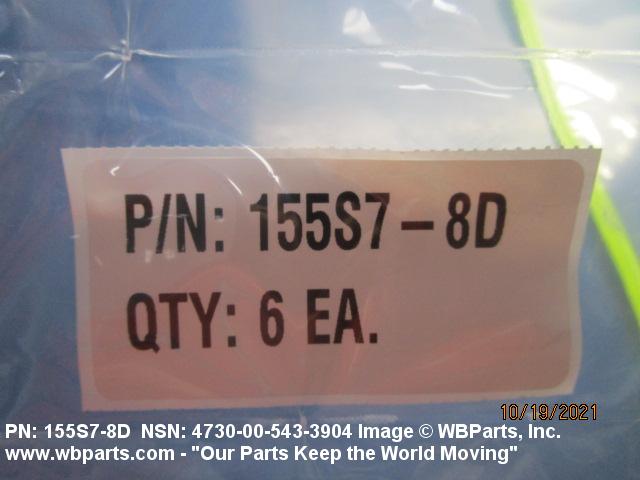 P/N: 155S7-8D
QTY: 6 EA.
10/19/2021
PN: 155S7-8D NSN: 4730-00-543-3904 Image © WBParts, Inc.
www.wbparts.com - "Our Parts Keep the World Moving"